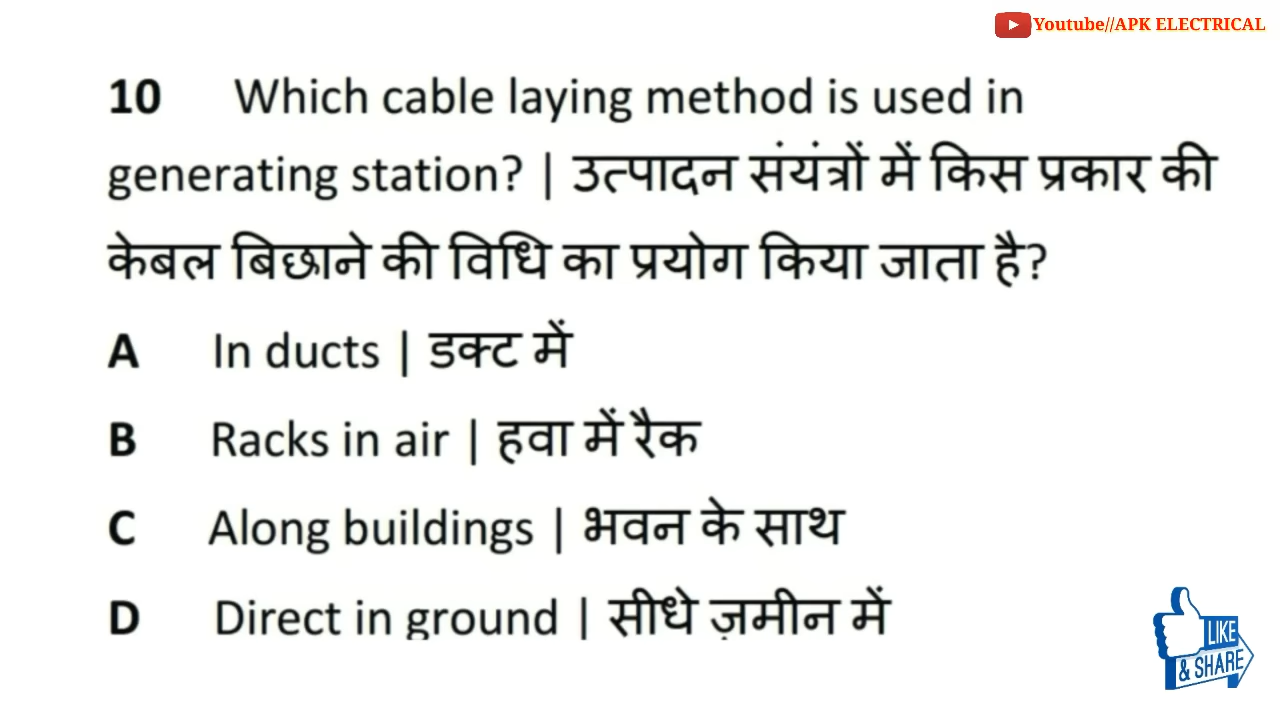 Youtube//APK ELECTRICAL
10 Which cable laying method is used in
generating station? | उत्पादन संयंत्रों में किस प्रकार की
केबल बिछाने की विधि का प्रयोग किया जाता है?
A In ducts | डक्ट में
B Racks in air | हवा में रैक
C Along buildings | भवन के साथ
D Direct in ground | सीधे ज़मीन में
LIKE
& SHARE